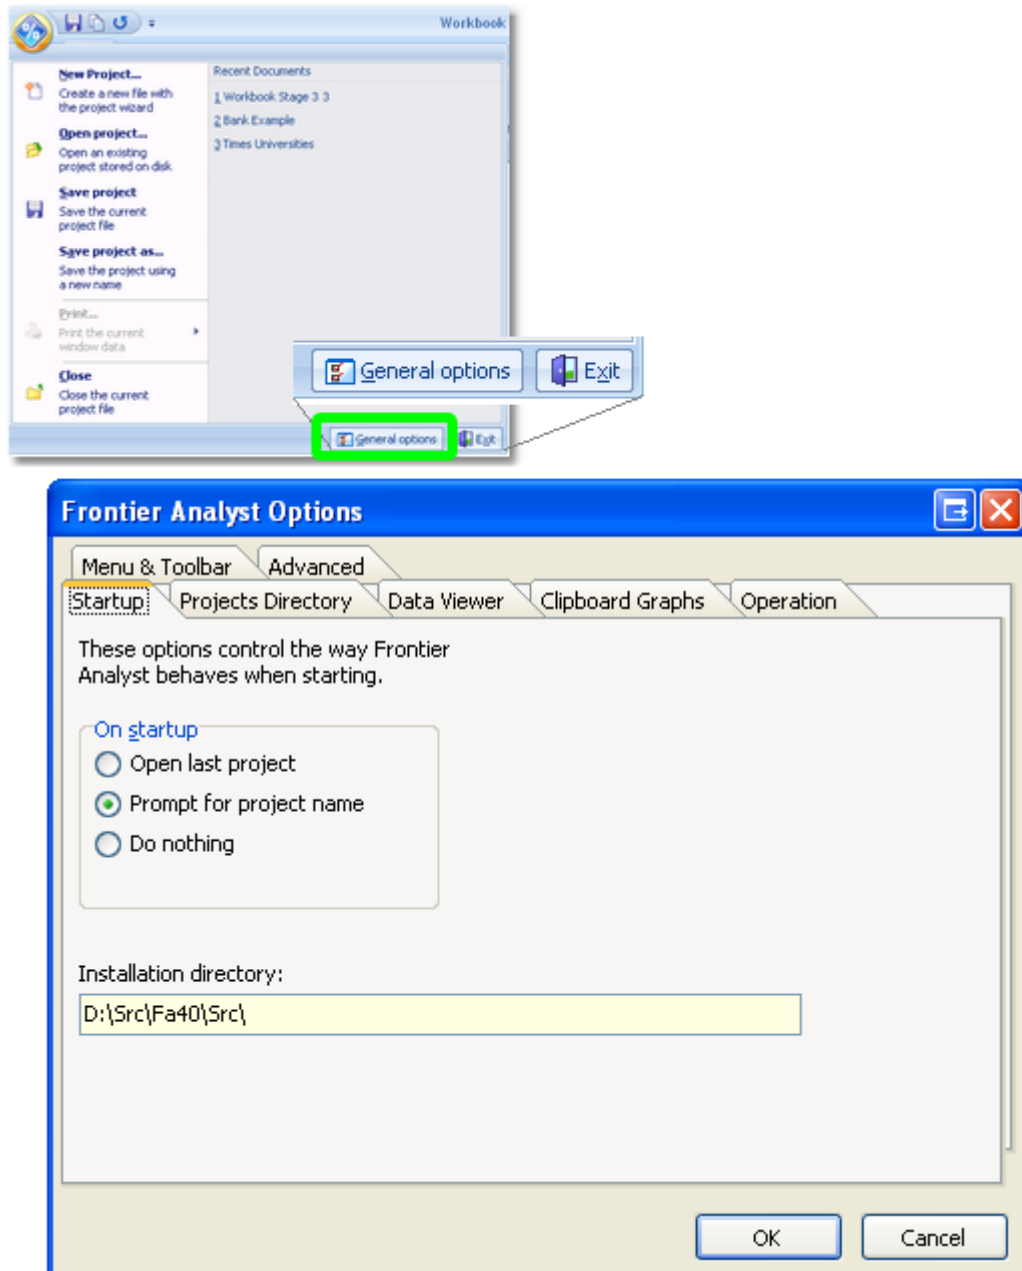 Workbook
New Project...
Create a new file with
the project wizard
Open project...
Open an existing
project stored on disk
Save project
Save the current
project file
Save project as...
Save the project using
a new name
Print...
Print the current
window data
Close
Close the current
project file
Recent Documents
1 Workbook Stage 3 3
2 Bank Example
3 Times Universities
General options
Exit
General options
Exit
Frontier Analyst Options
Menu & Toolbar
Advanced
Startup
Projects Directory
Data Viewer
Clipboard Graphs
Operation
These options control the way Frontier
Analyst behaves when starting.
On startup
Open last project
Prompt for project name
Do nothing
Installation directory:
D:\Src\Fa40\Src\
OK
Cancel